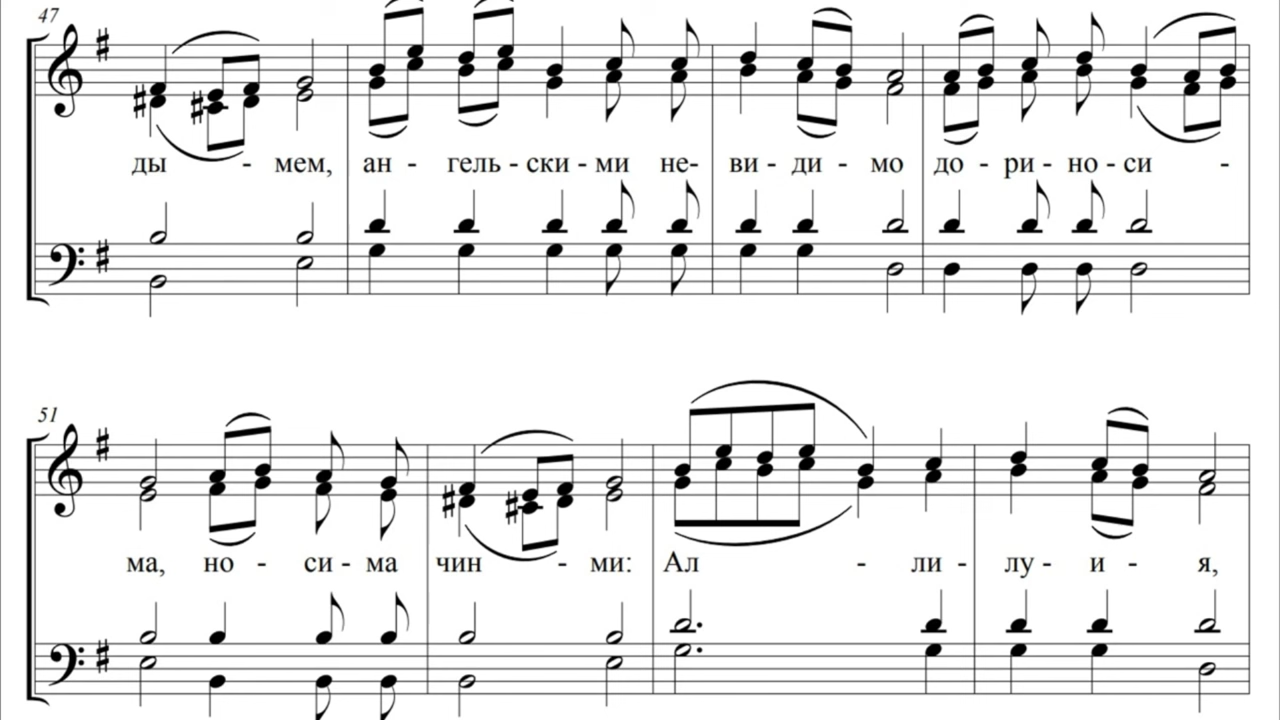 47
ды - мем, ан - гель - ски - ми не- ви - ди - мо до - ри - но - си -
51
ма, но - си - ма чин - ми: Ал - ли - лу - и - я,